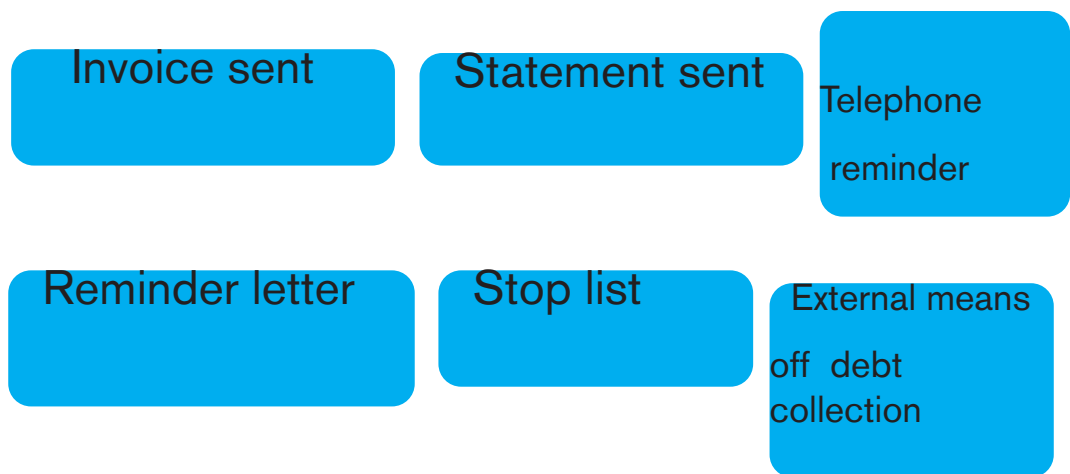 Invoice sent
Statement sent
Telephone
reminder
Reminder letter
Stop list
External means
off debt
collection